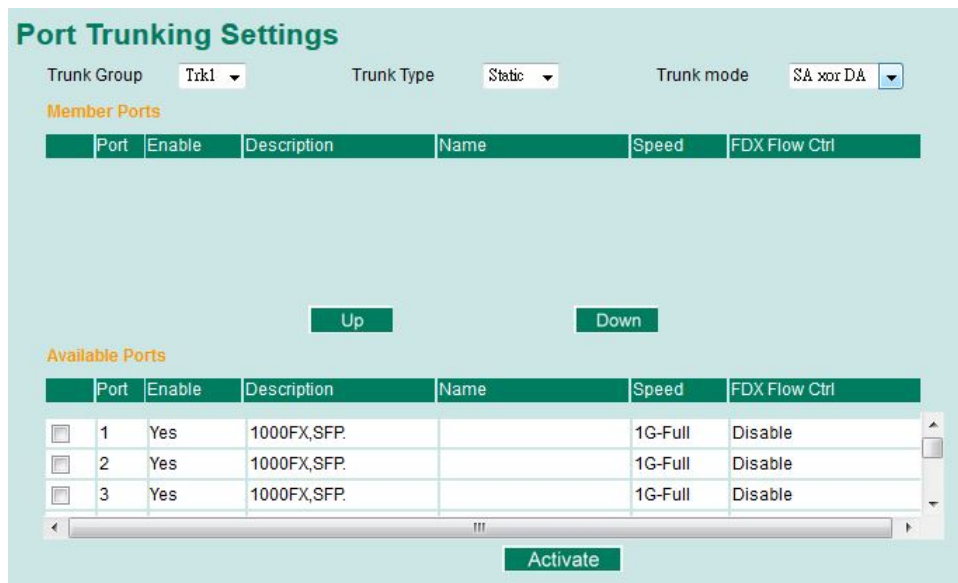 Port Trunking Settings
Trunk Group Trk1 Trunk Type Static Trunk mode SA xor DA
Member Ports
Port Enable Description Name Speed FDX Flow Ctrl
Up Down
Available Ports
Port Enable Description Name Speed FDX Flow Ctrl
1 Yes 1000FX,SFP. 1G-Full Disable
2 Yes 1000FX,SFP. 1G-Full Disable
3 Yes 1000FX,SFP. 1G-Full Disable
Activate